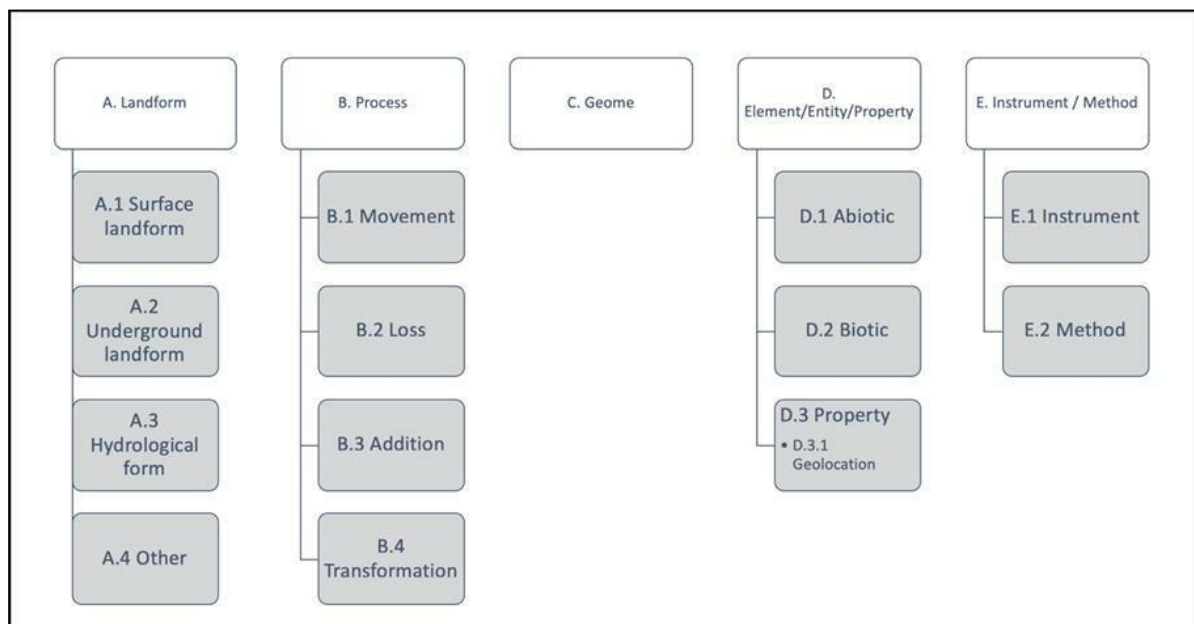 A. Landform
A.1 Surface
landform
A.2
Underground
landform
A.3
Hydrological
form
A.4 Other
B. Process
B.1 Movement
B.2 Loss
B.3 Addition
B.4
Transformation
C. Geome
D.
Element/Entity/Property
D.1 Abiotic
D.2 Biotic
D.3 Property
• D.3.1
Geolocation
E. Instrument / Method
E.1 Instrument
E.2 Method